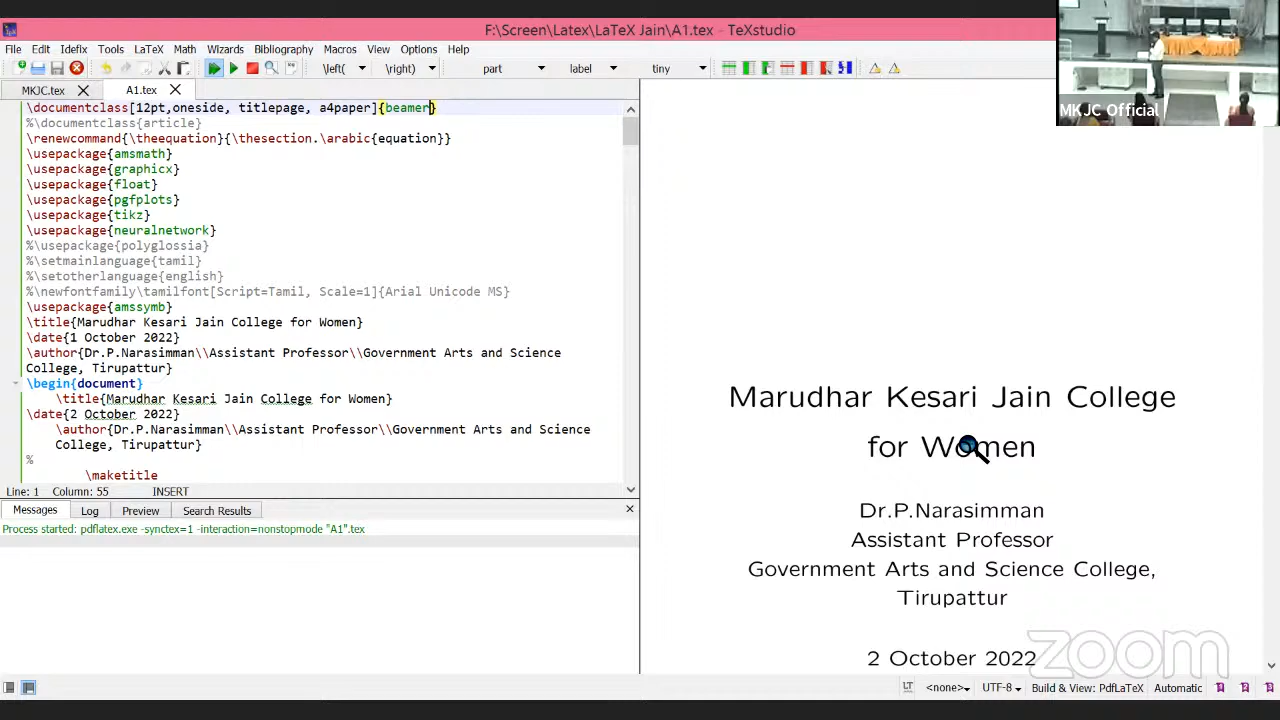 F:\Screen\Latex\LaTeX Jain\A1.tex - TeXstudio
File Edit Idefix Tools LaTeX Math Wizards Bibliography Macros View Options Help
\left( \right) part label tiny
MKJC.tex A1.tex
\documentclass[12pt,oneside, titlepage, a4paper]{beamer}
%\documentclass{article}
\renewcommand{\theequation}{\thesection.\arabic{equation}}
\usepackage{amsmath}
\usepackage{graphicx}
\usepackage{float}
\usepackage{pgfplots}
\usepackage{tikz}
\usepackage{neuralnetwork}
%\usepackage{polyglossia}
%\setmainlanguage{tamil}
%\setotherlanguage{english}
%\newfontfamily\tamilfont[Script=Tamil, Scale=1]{Arial Unicode MS}
\usepackage{amssymb}
\title{Marudhar Kesari Jain College for Women}
\date{1 October 2022}
\author{Dr.P.Narasimman\\Assistant Professor\\Government Arts and Science
College, Tirupattur}
\begin{document}
\title{Marudhar Kesari Jain College for Women}
\date{2 October 2022}
\author{Dr.P.Narasimman\\Assistant Professor\\Government Arts and Science
College, Tirupattur}
%
\maketitle
Line: 1 Column: 55 INSERT
Messages Log Preview Search Results
Process started: pdflatex.exe -synctex=1 -interaction=nonstopmode "A1".tex
MKJC Official
Marudhar Kesari Jain College
for Women
Dr.P.Narasimman
Assistant Professor
Government Arts and Science College,
Tirupattur
2 October 2022
zoom
LT <none> UTF-8 Build & View: PdfLaTeX Automatic